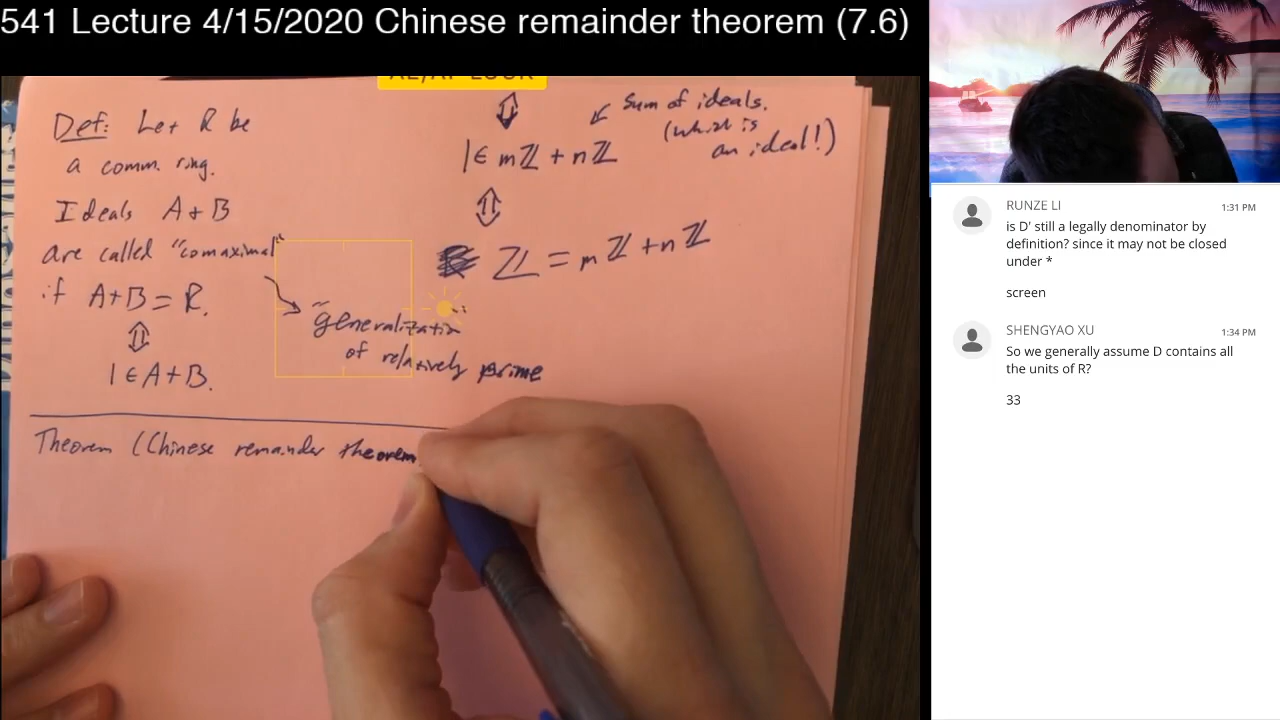 541 Lecture 4/15/2020 Chinese remainder theorem (7.6)
AE/AF LOCK
Def: Let R be
a comm. ring.
Ideals A + B
are called "comaximal"
if A+B = R.
⇕
1 ∈ A+B.
"generalization
of relatively prime
⇕
1 ∈ mℤ + nℤ
Sum of ideals.
(which is
an ideal!)
⇕
ℤ = mℤ + nℤ
Theorem (Chinese remainder theorem
RUNZE LI
1:31 PM
is D' still a legally denominator by
definition? since it may not be closed
under *
screen
SHENGYAO XU
1:34 PM
So we generally assume D contains all
the units of R?
33